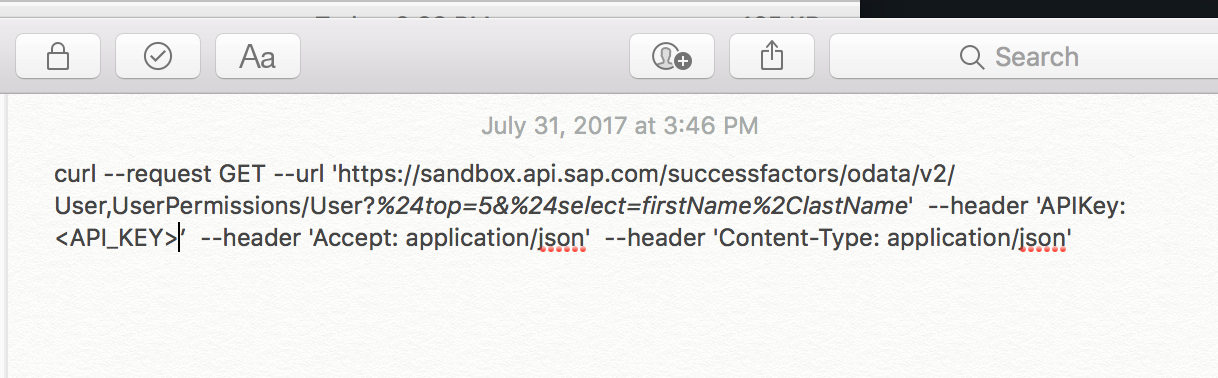 Search
July 31, 2017 at 3:46 PM
curl --request GET --url 'https://sandbox.api.sap.com/successfactors/odata/v2/
User,UserPermissions/User?%24top=5&%24select=firstName%2ClastName'  --header 'APIKey:
<API_KEY>’  --header 'Accept: application/json'  --header 'Content-Type: application/json'